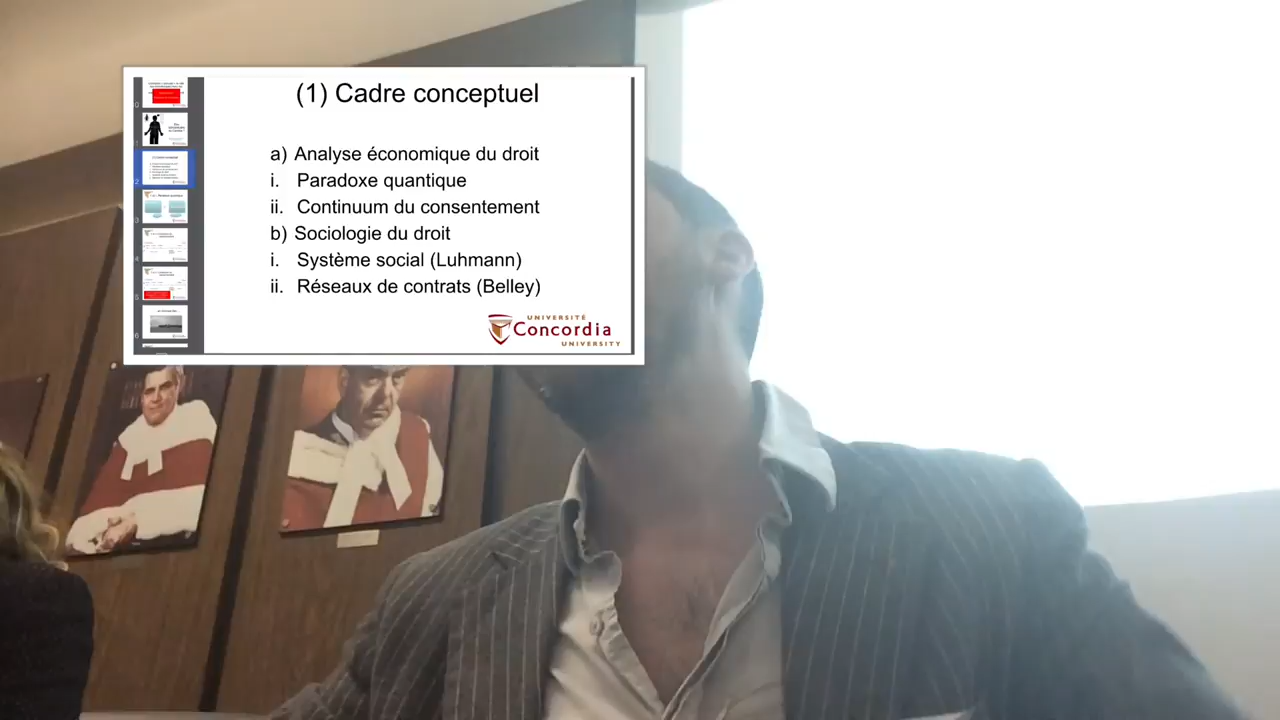 (1) Cadre conceptuel
a) Analyse économique du droit
i. Paradoxe quantique
ii. Continuum du consentement
b) Sociologie du droit
i. Système social (Luhmann)
ii. Réseaux de contrats (Belley)
UNIVERSITÉ
Concordia
UNIVERSITY